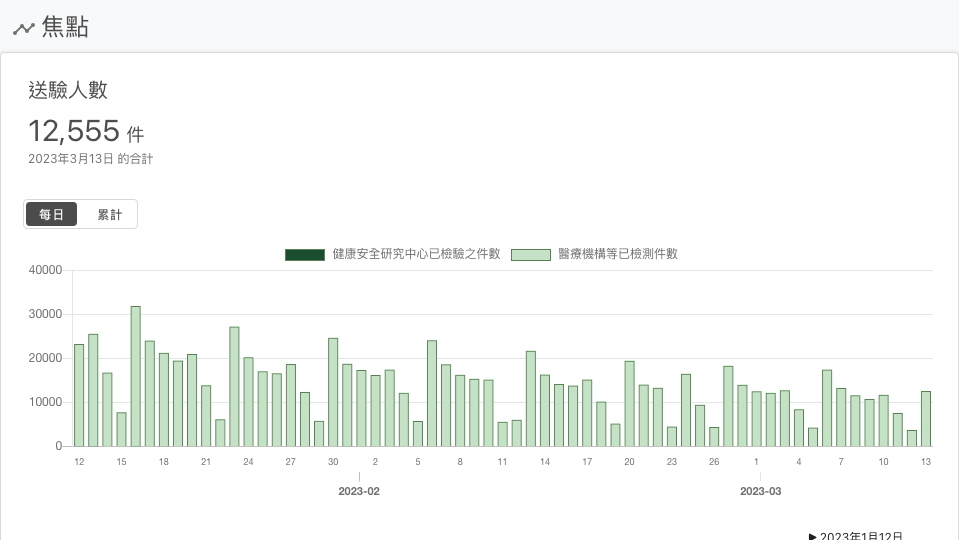 焦點
送驗人數
12,555 件
2023年3月13日 的合計
每日 累計
健康安全研究中心已檢驗之件數 醫療機構等已檢測件數
40000
30000
20000
10000
0
12 15 18 21 24 27 30 2 5 8 11 14 17 20 23 26 1 4 7 10 13
2023-02 2023-03
▶ 2023年1月12日